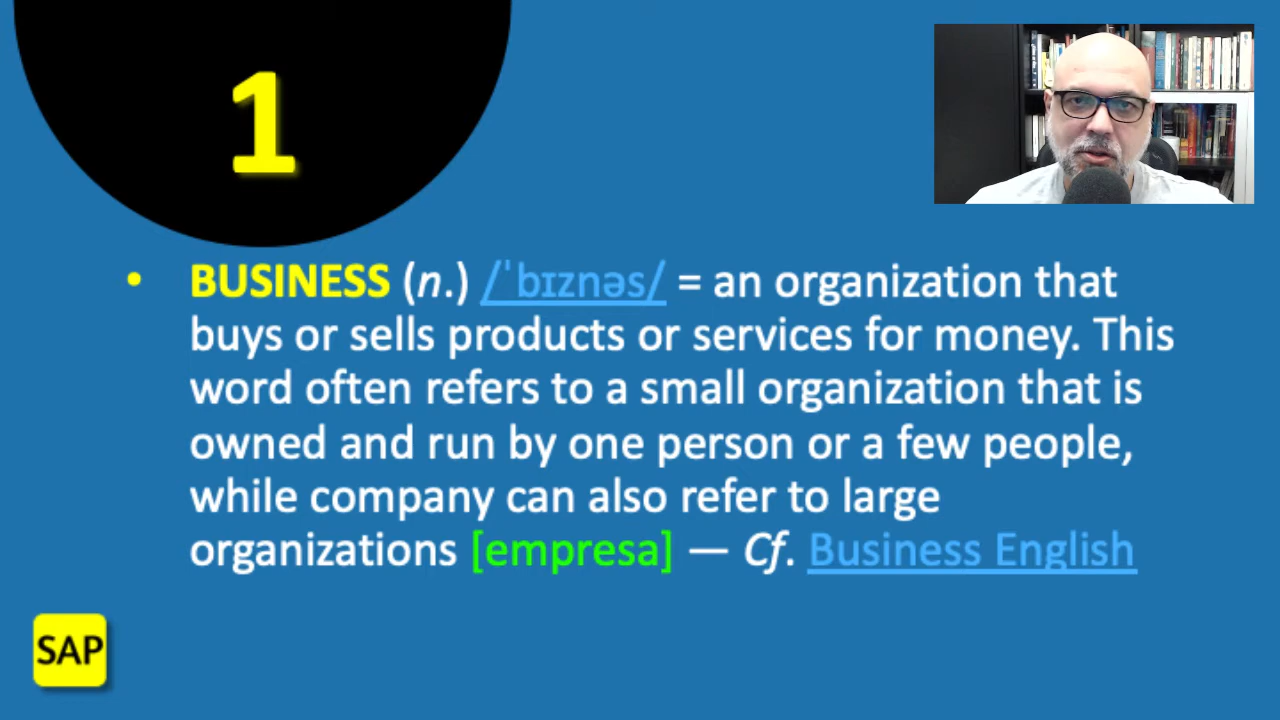 1
• BUSINESS (n.) /ˈbɪznəs/ = an organization that
buys or sells products or services for money. This
word often refers to a small organization that is
owned and run by one person or a few people,
while company can also refer to large
organizations [empresa] — Cf. Business English
SAP